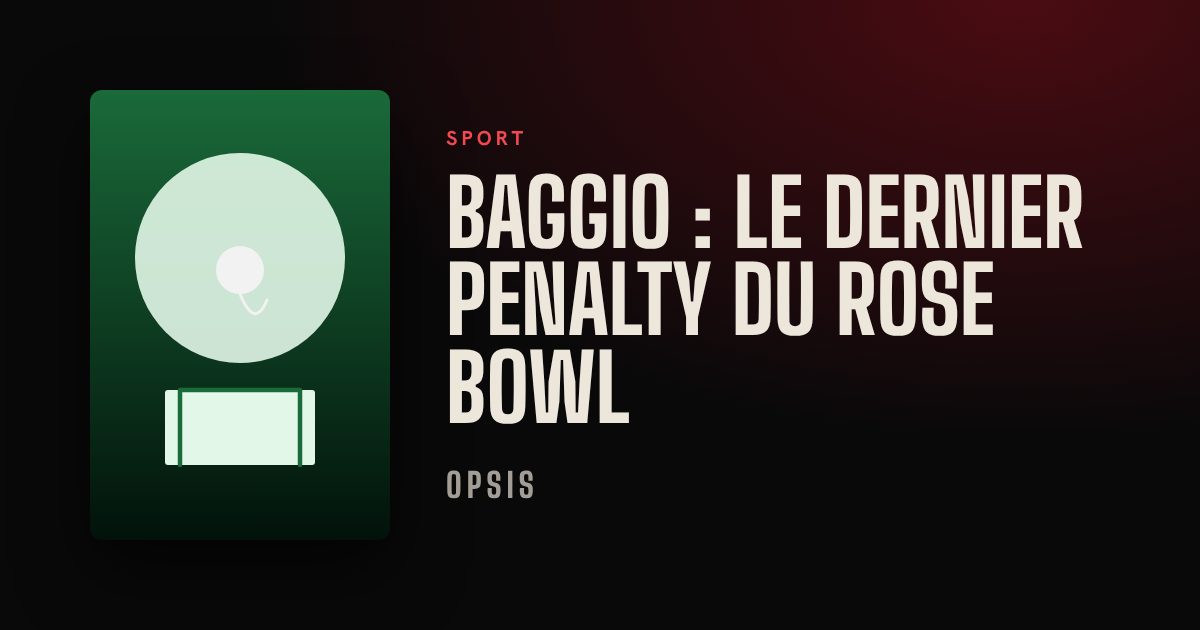 SPORT
BAGGIO : LE DERNIER
PENALTY DU ROSE
BOWL
OPSIS